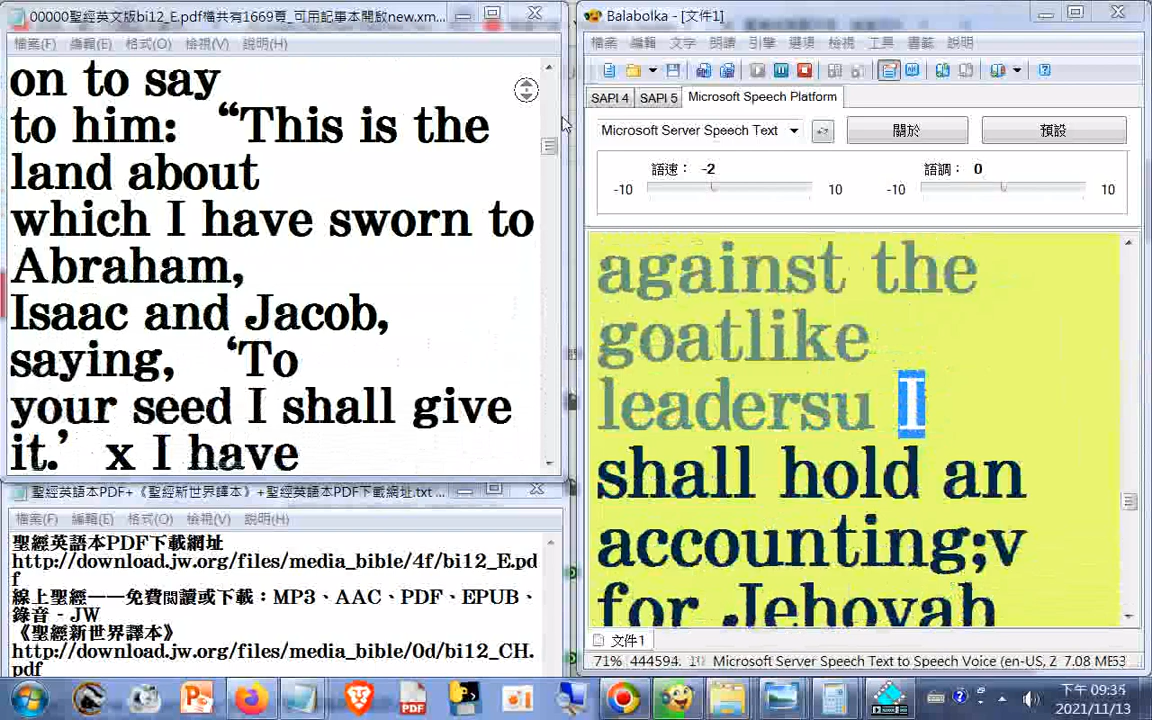 00000聖經英文版bi12_E.pdf檔共有1669頁_可用記事本開啟new.xm...
檔案(F) 編輯(E) 格式(O) 檢視(V) 說明(H)
on to say
to him: “This is the
land about
which I have sworn to
Abraham,
Isaac and Jacob,
saying, ‘To
your seed I shall give
it.’ x I have
聖經英語本PDF+《聖經新世界譯本》+聖經英語本PDF下載網址.txt ...
檔案(F) 編輯(E) 格式(O) 檢視(V) 說明(H)
聖經英語本PDF下載網址
http://download.jw.org/files/media_bible/4f/bi12_E.pd
f
線上聖經——免費閱讀或下載：MP3、AAC、PDF、EPUB、
錄音 - JW
《聖經新世界譯本》
http://download.jw.org/files/media_bible/0d/bi12_CH.
pdf
Balabolka - [文件1]
檔案 編輯 文字 朗讀 引擎 選項 檢視 工具 書籤 說明
SAPI 4 SAPI 5 Microsoft Speech Platform
Microsoft Server Speech Text 關於 預設
語速： -2 語調： 0
-10 10 -10 10
against the
goatlike
leadersu I
shall hold an
accounting;v
for Jehovah
文件1
71% 444594. Microsoft Server Speech Text to Speech Voice (en-US, Z 7.08 ME53
下午 09:35
2021/11/13